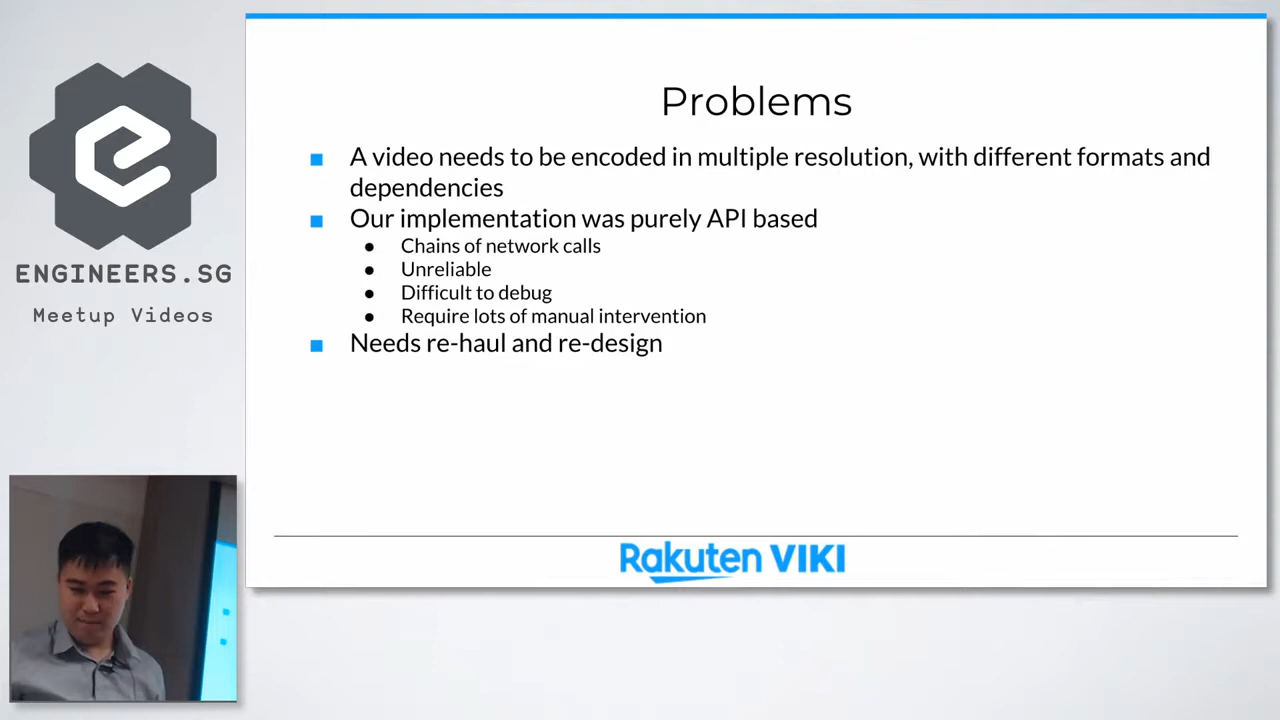 ENGINEERS.SG
Meetup Videos
Problems
A video needs to be encoded in multiple resolution, with different formats and
dependencies
Our implementation was purely API based
Chains of network calls
Unreliable
Difficult to debug
Require lots of manual intervention
Needs re-haul and re-design
Rakuten VIKI